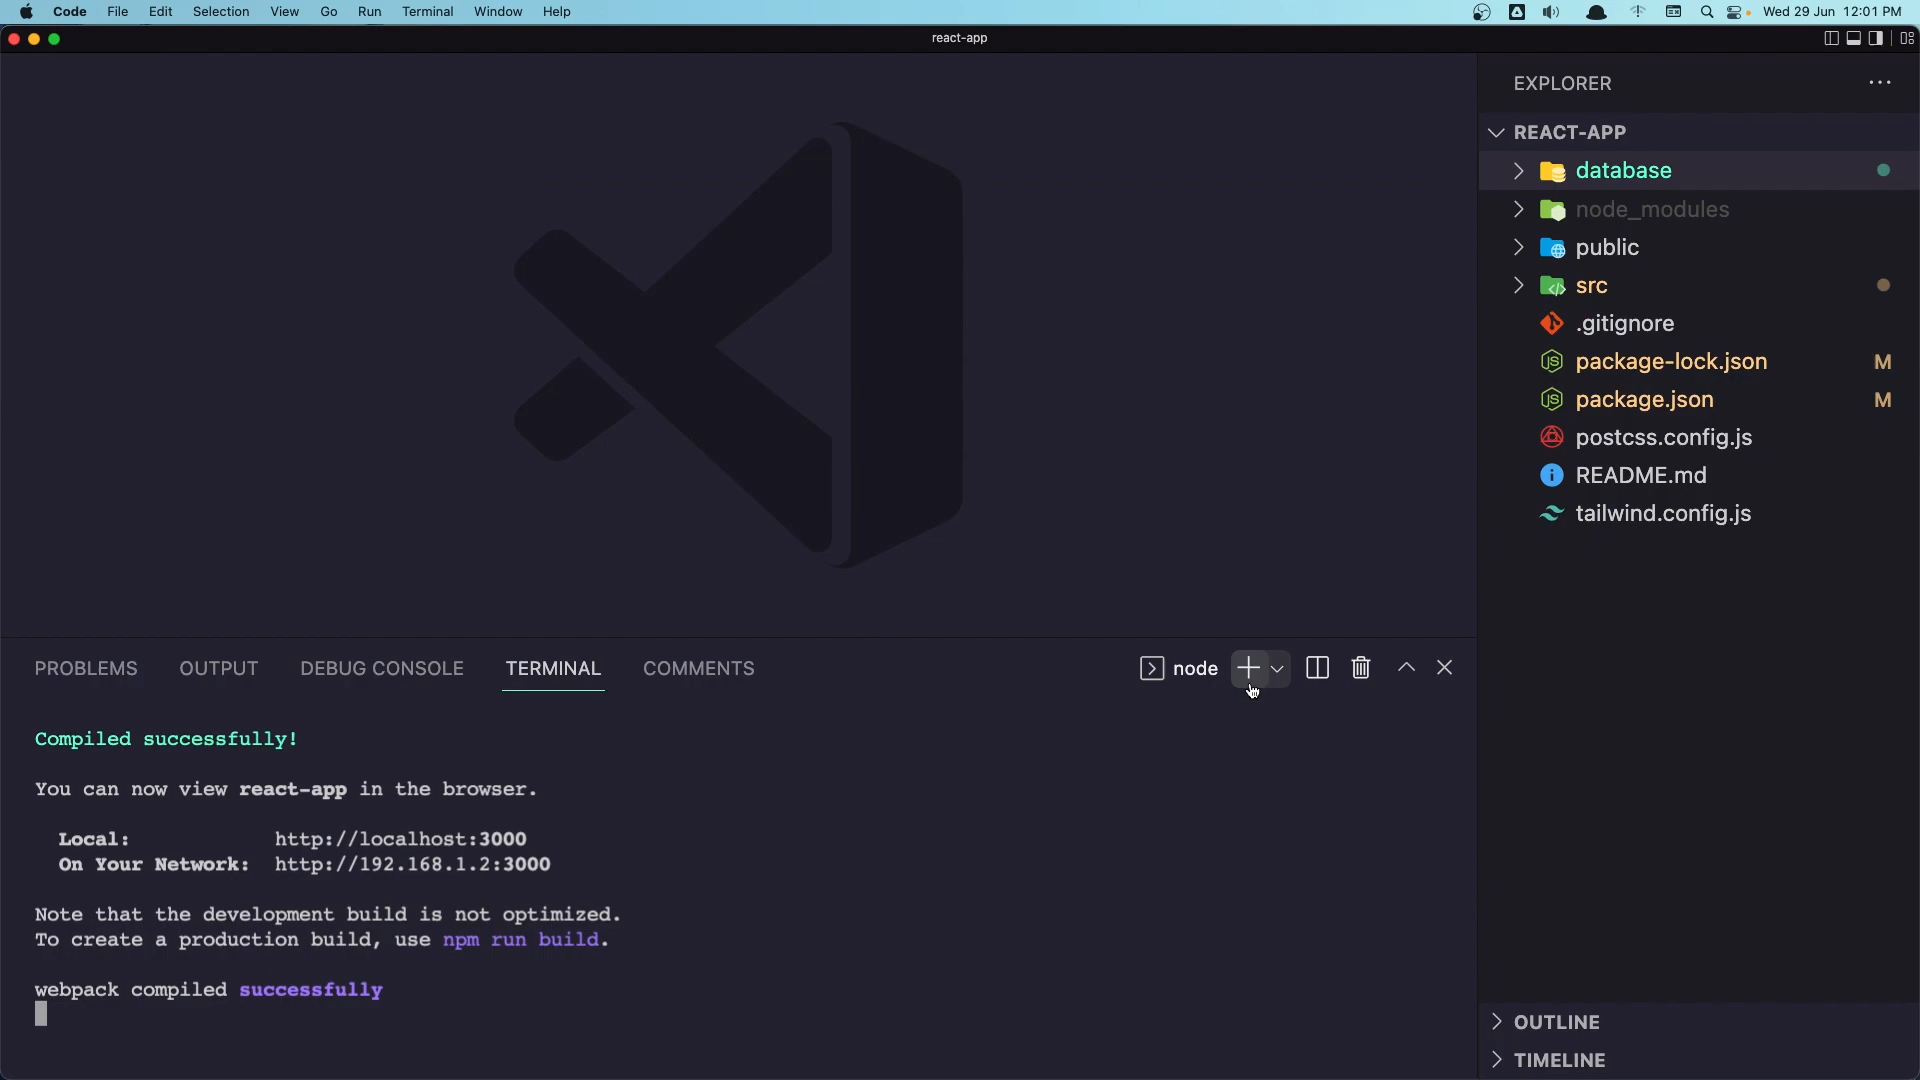 Code File Edit Selection View Go Run Terminal Window Help
Wed 29 Jun 12:01 PM
react-app
EXPLORER
REACT-APP
database
node_modules
public
src
.gitignore
package-lock.json M
package.json M
postcss.config.js
README.md
tailwind.config.js
PROBLEMS OUTPUT DEBUG CONSOLE TERMINAL COMMENTS
node
Compiled successfully!
You can now view react-app in the browser.
Local: http://localhost:3000
On Your Network: http://192.168.1.2:3000
Note that the development build is not optimized.
To create a production build, use npm run build.
webpack compiled successfully
OUTLINE
TIMELINE